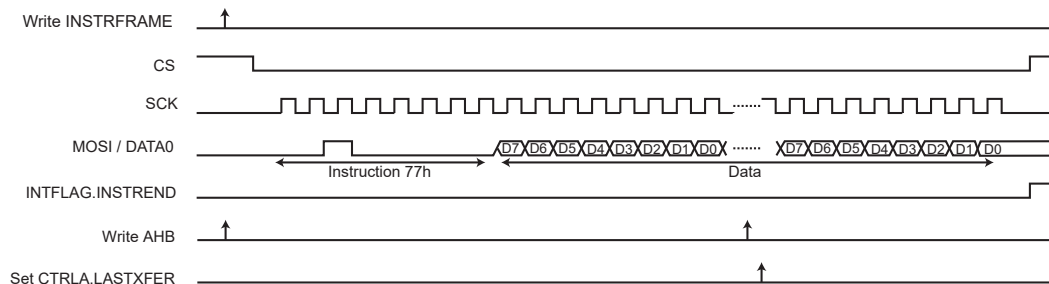 Write INSTRFRAME
CS
SCK
MOSI / DATA0
D7 D6 D5 D4 D3 D2 D1 D0 D7 D6 D5 D4 D3 D2 D1 D0
Instruction 77h
Data
INTFLAG.INSTREND
Write AHB
Set CTRLA.LASTXFER